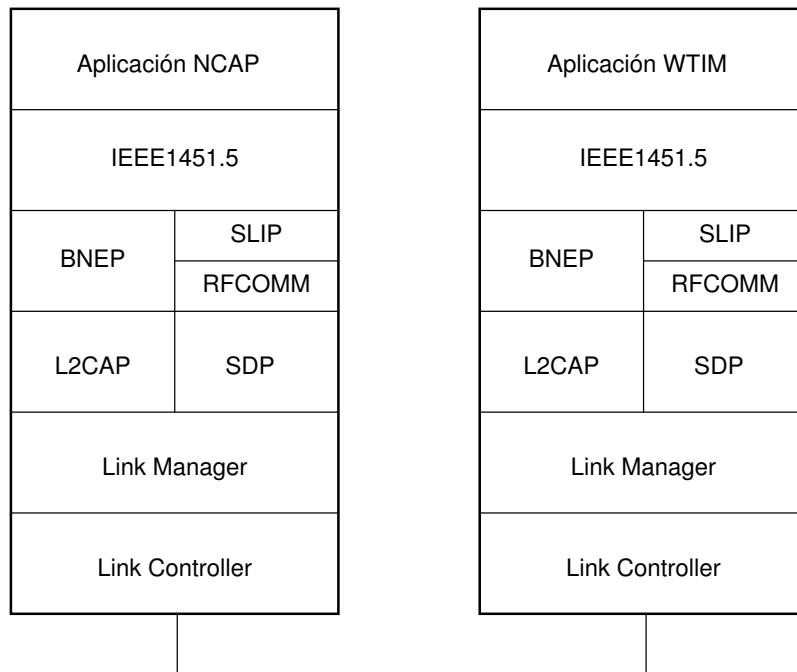 Aplicación NCAP
IEEE1451.5
BNEP
SLIP
RFCOMM
L2CAP
SDP
Link Manager
Link Controller
Aplicación WTIM
IEEE1451.5
BNEP
SLIP
RFCOMM
L2CAP
SDP
Link Manager
Link Controller